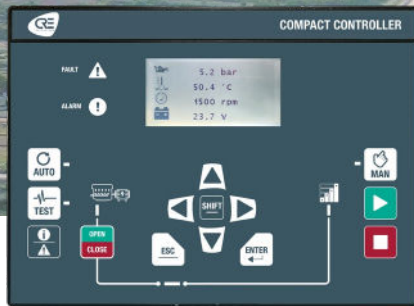 CRE
COMPACT CONTROLLER
FAULT
ALARM
5.2 bar
50.4 °C
1500 rpm
23.7 V
AUTO
MAN
TEST
SHIFT
OPEN
CLOSE
ESC
ENTER